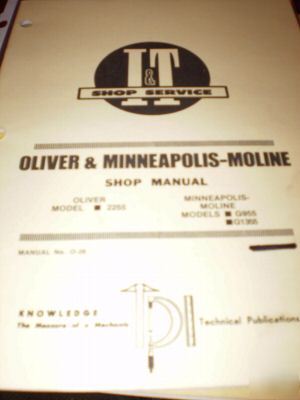 I&T
SHOP SERVICE
OLIVER & MINNEAPOLIS-MOLINE
SHOP MANUAL
OLIVER
MODEL ■ 2255
MINNEAPOLIS-
MOLINE
MODELS ■ G955
■ G1355
MANUAL No. O-26
KNOWLEDGE
The Measure of a Mechanic
Technical Publications